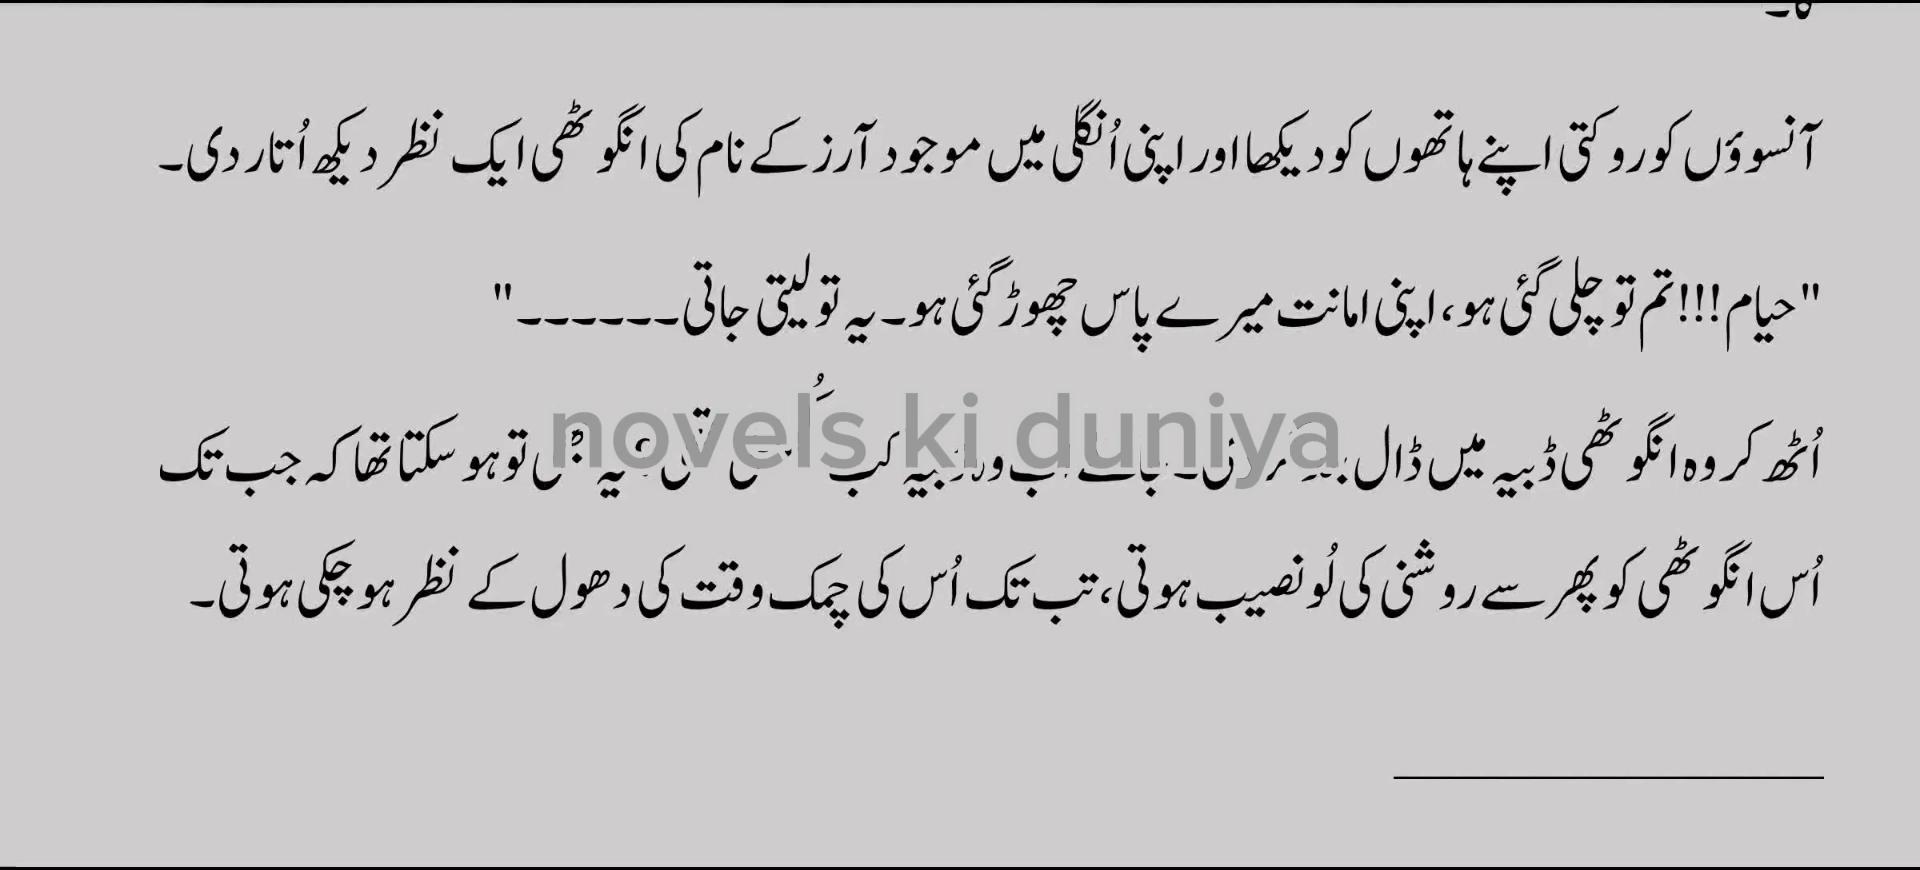 گا۔
آنسوؤں کو روکتی اپنے ہاتھوں کو دیکھا اور اپنی اُنگلی میں موجود آرز کے نام کی انگوٹھی ایک نظر دیکھ اُتار دی۔
"حیام!!! تم تو چلی گئی ہو، اپنی امانت میرے پاس چھوڑ گئی ہو۔ یہ تو لیتی جاتی۔۔۔۔۔۔"
اُٹھ کر وہ انگوٹھی ڈبیہ میں ڈال کب یہ تو ہو سکتا تھا کہ جب تک
novels ki duniya
اُس انگوٹھی کو پھر سے روشنی کی لُو نصیب ہوتی، تب تک اُس کی چمک وقت کی دھول کے نظر ہو چکی ہوتی۔